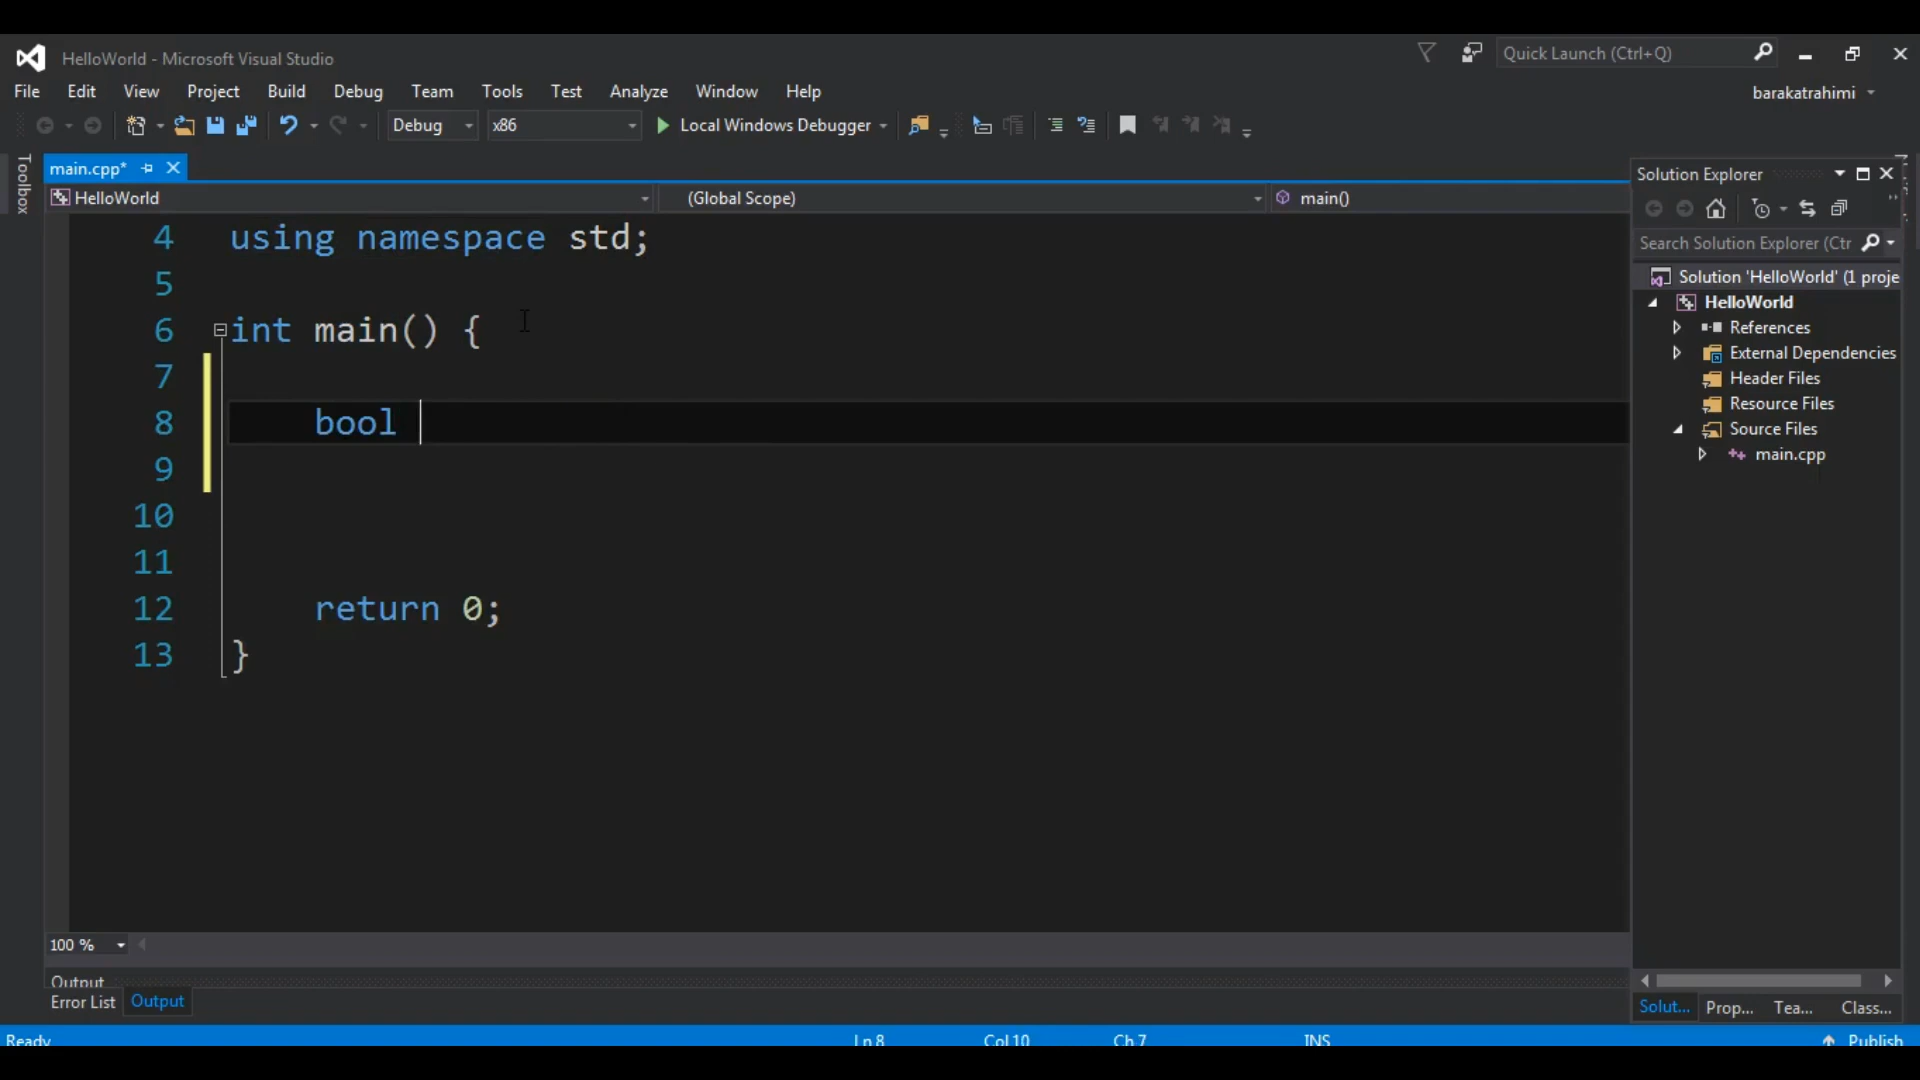 HelloWorld - Microsoft Visual Studio
Quick Launch (Ctrl+Q)
File Edit View Project Build Debug Team Tools Test Analyze Window Help
barakatrahimi
Debug x86 Local Windows Debugger
Toolbox
main.cpp*
HelloWorld (Global Scope) main()
4 using namespace std;
5
6 int main() {
7
8 bool
9
10
11
12 return 0;
13 }
Solution Explorer
Search Solution Explorer (Ctr
Solution 'HelloWorld' (1 proje
HelloWorld
References
External Dependencies
Header Files
Resource Files
Source Files
main.cpp
100 %
Output
Error List Output
Solut... Prop... Tea... Class...
Ready Ln 8 Col 10 Ch 7 INS Publish